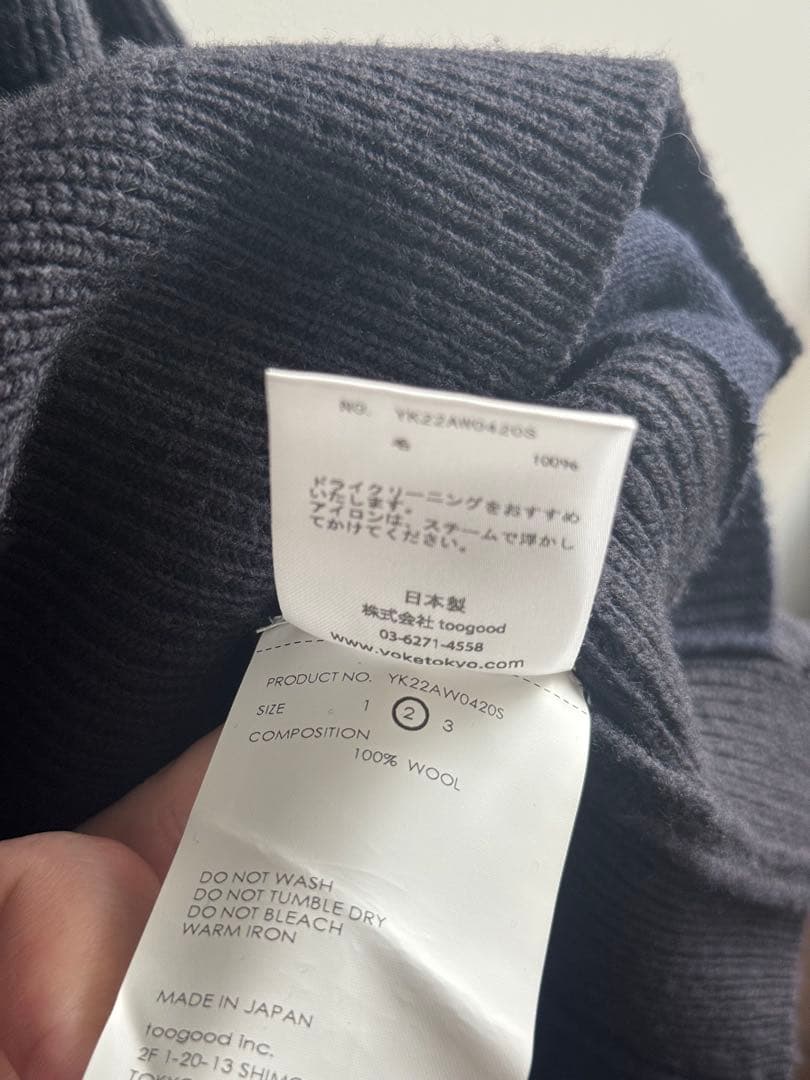 NO. YK22AW0420S
毛 100%
ドライクリーニングをおすすめ
いたします。
アイロンは、スチームで浮かし
てかけてください。
日本製
株式会社 toogood
03-6271-4558
www.yoketokyo.com
PRODUCT NO. YK22AW0420S
SIZE 1 2 3
COMPOSITION
100% WOOL
DO NOT WASH
DO NOT TUMBLE DRY
DO NOT BLEACH
WARM IRON
MADE IN JAPAN
toogood inc.
2F 1-20-13